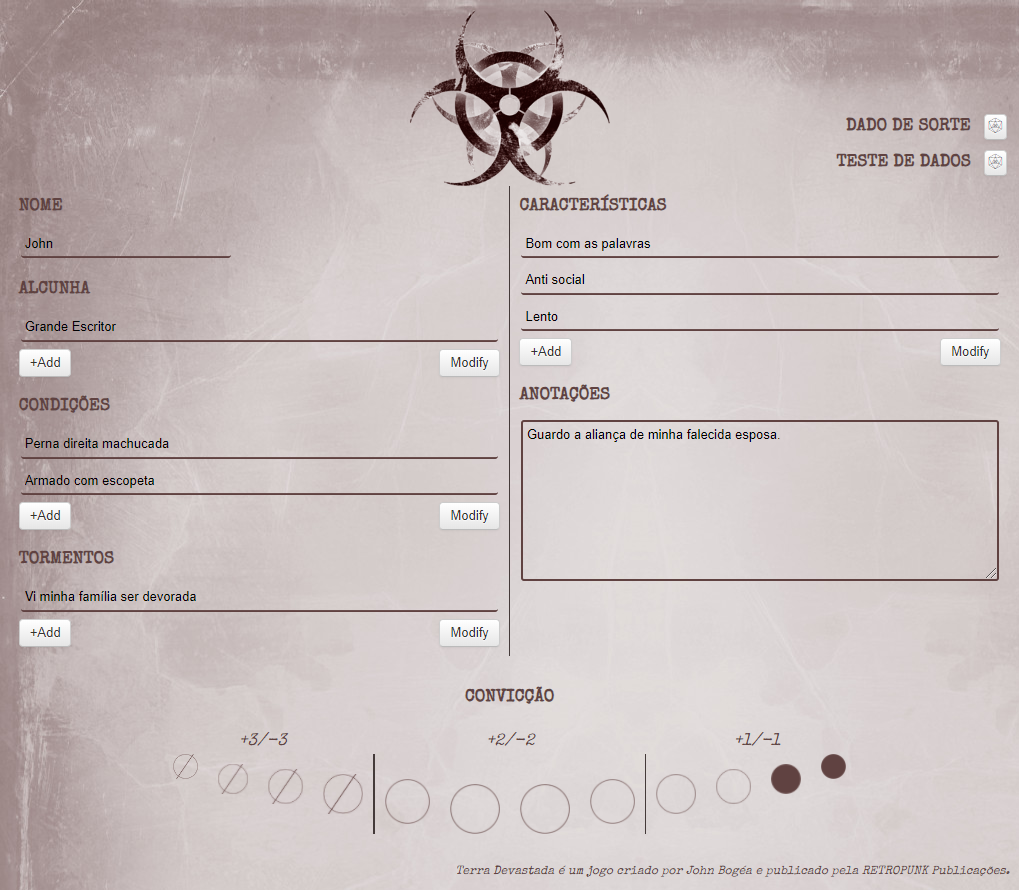 DADO DE SORTE
TESTE DE DADOS
NOME
John
ALCUNHA
Grande Escritor
+Add
Modify
CONDIÇÕES
Perna direita machucada
Armado com escopeta
+Add
Modify
TORMENTOS
Vi minha família ser devorada
+Add
Modify
CARACTERÍSTICAS
Bom com as palavras
Anti social
Lento
+Add
Modify
ANOTAÇÕES
Guardo a aliança de minha falecida esposa.
CONVICÇÃO
+3/-3
+2/-2
+1/-1
Terra Devastada é um jogo criado por John Bogéa e publicado pela RETROPUNK Publicações.